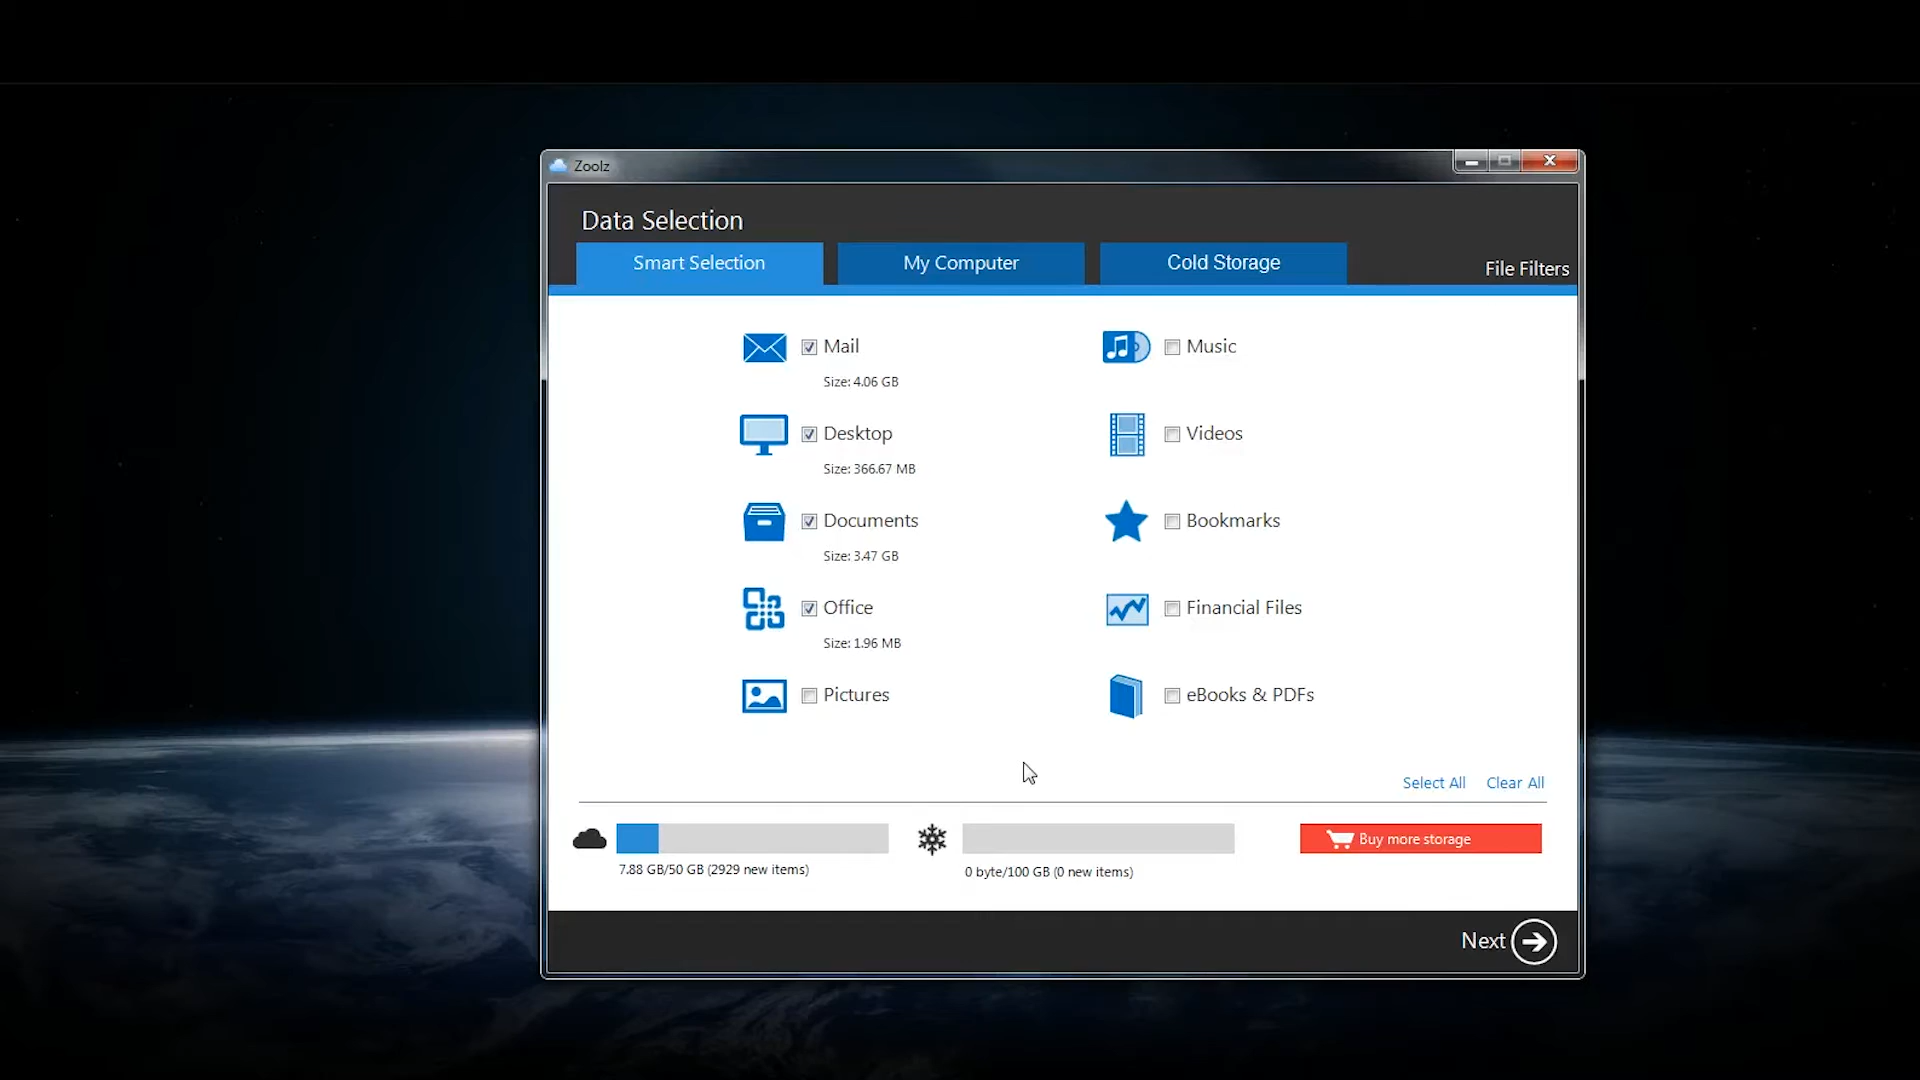 Zoolz
Data Selection
Smart Selection
My Computer
Cold Storage
File Filters
Mail
Size: 4.06 GB
Music
Desktop
Size: 366.67 MB
Videos
Documents
Size: 3.47 GB
Bookmarks
Office
Size: 1.96 MB
Financial Files
Pictures
eBooks & PDFs
Select All
Clear All
7.88 GB/50 GB (2929 new items)
0 byte/100 GB (0 new items)
Buy more storage
Next